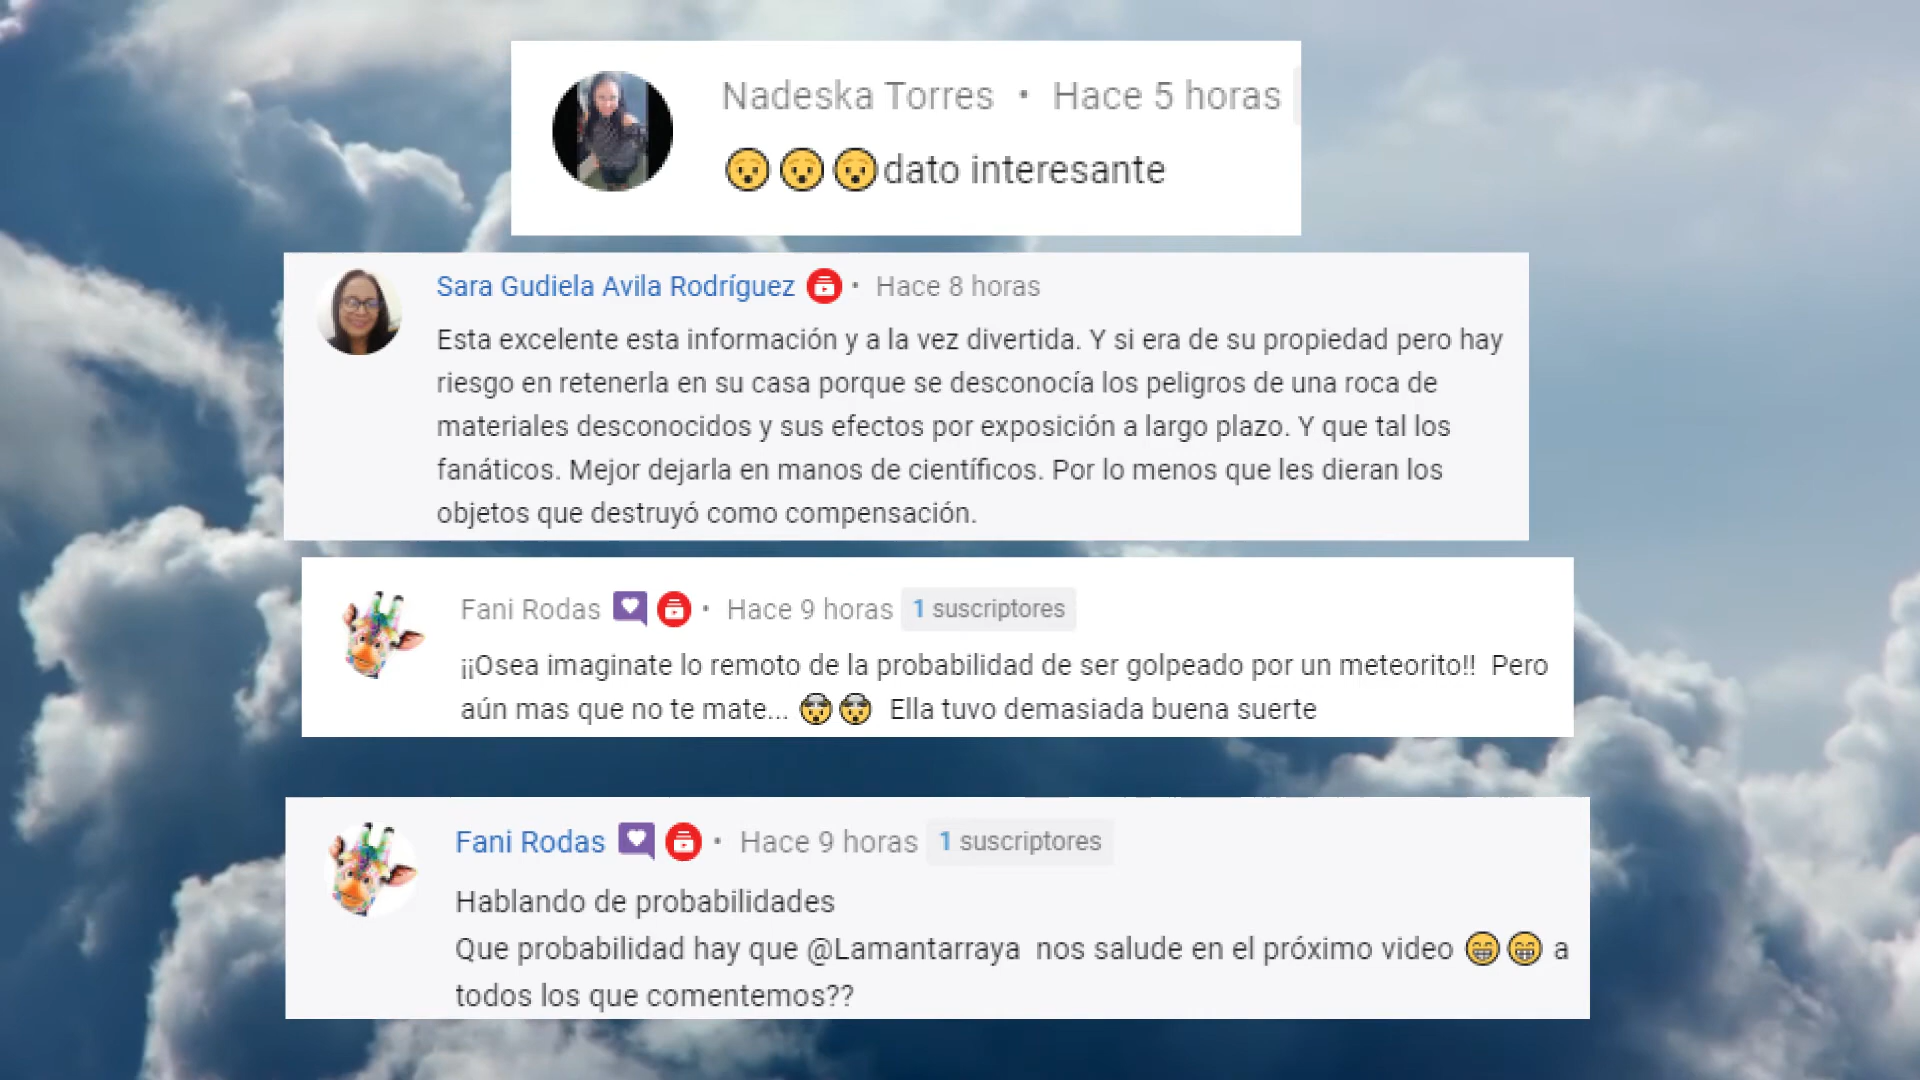 Nadeska Torres • Hace 5 horas
😮😮😮dato interesante
Sara Gudiela Avila Rodríguez • Hace 8 horas
Esta excelente esta información y a la vez divertida. Y si era de su propiedad pero hay
riesgo en retenerla en su casa porque se desconocía los peligros de una roca de
materiales desconocidos y sus efectos por exposición a largo plazo. Y que tal los
fanáticos. Mejor dejarla en manos de científicos. Por lo menos que les dieran los
objetos que destruyó como compensación.
Fani Rodas • Hace 9 horas 1 suscriptores
¡¡Osea imaginate lo remoto de la probabilidad de ser golpeado por un meteorito!! Pero
aún mas que no te mate... 🤯🤯 Ella tuvo demasiada buena suerte
Fani Rodas • Hace 9 horas 1 suscriptores
Hablando de probabilidades
Que probabilidad hay que @Lamantarraya nos salude en el próximo video 😁😁 a
todos los que comentemos??